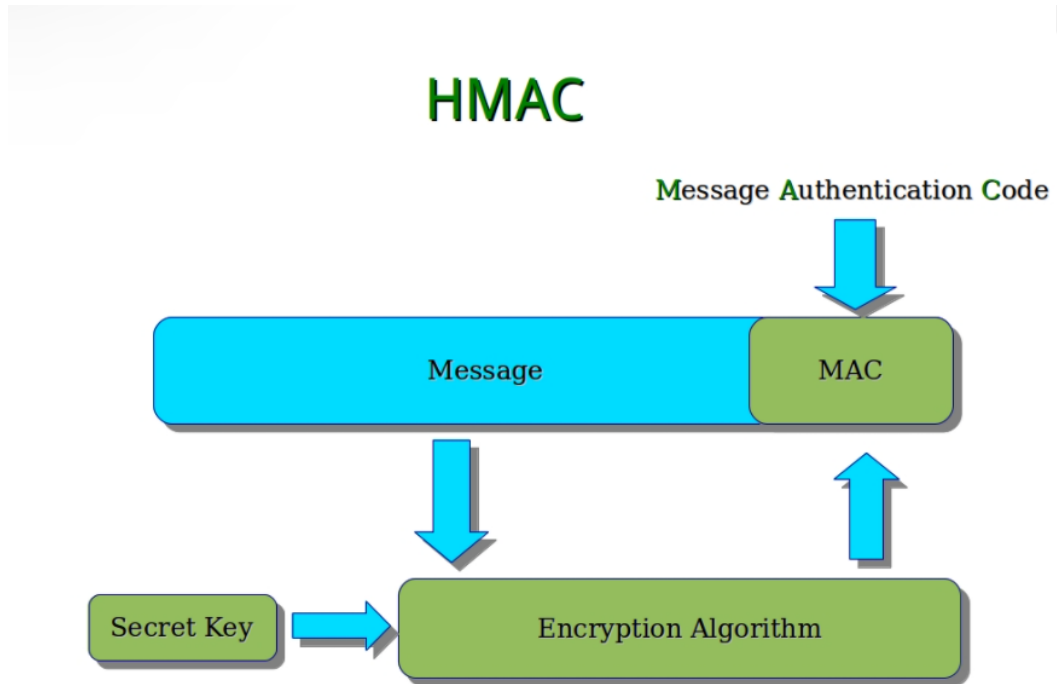 HMAC
Message Authentication Code
Message
MAC
Secret Key
Encryption Algorithm